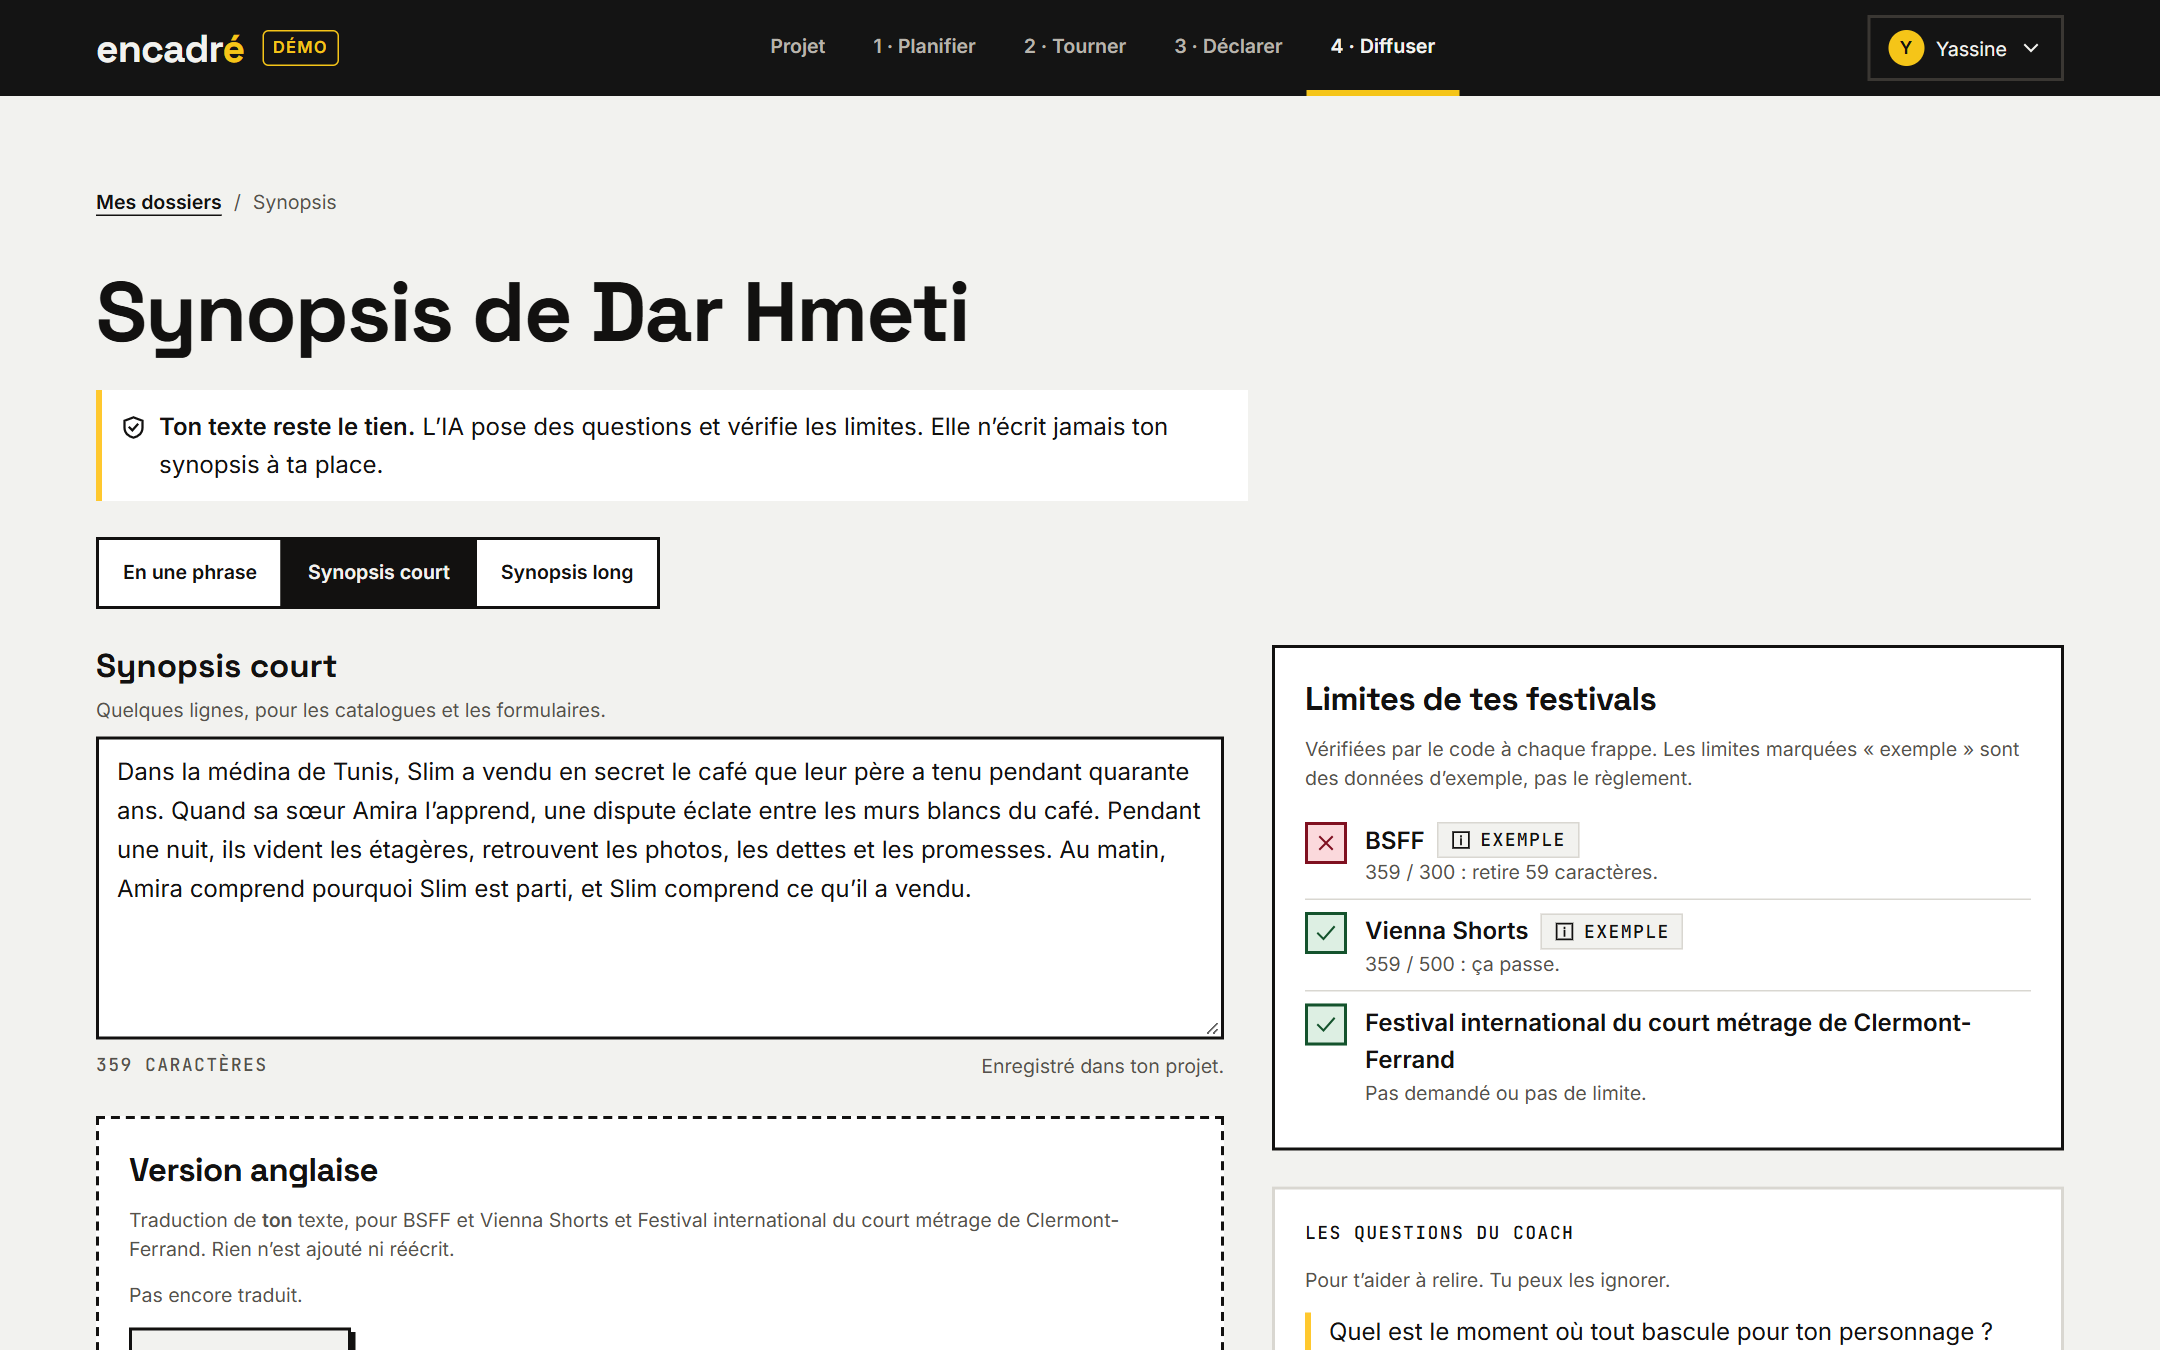 encadré DÉMO
Projet 1 · Planifier 2 · Tourner 3 · Déclarer 4 · Diffuser
Y Yassine
Mes dossiers / Synopsis
Synopsis de Dar Hmeti
Ton texte reste le tien. L’IA pose des questions et vérifie les limites. Elle n’écrit jamais ton
synopsis à ta place.
En une phrase Synopsis court Synopsis long
Synopsis court
Quelques lignes, pour les catalogues et les formulaires.
Dans la médina de Tunis, Slim a vendu en secret le café que leur père a tenu pendant quarante
ans. Quand sa sœur Amira l’apprend, une dispute éclate entre les murs blancs du café. Pendant
une nuit, ils vident les étagères, retrouvent les photos, les dettes et les promesses. Au matin,
Amira comprend pourquoi Slim est parti, et Slim comprend ce qu’il a vendu.
359 CARACTÈRES
Enregistré dans ton projet.
Version anglaise
Traduction de ton texte, pour BSFF et Vienna Shorts et Festival international du court métrage de Clermont-
Ferrand. Rien n’est ajouté ni réécrit.
Pas encore traduit.
Limites de tes festivals
Vérifiées par le code à chaque frappe. Les limites marquées « exemple » sont
des données d’exemple, pas le règlement.
BSFF EXEMPLE
359 / 300 : retire 59 caractères.
Vienna Shorts EXEMPLE
359 / 500 : ça passe.
Festival international du court métrage de Clermont-
Ferrand
Pas demandé ou pas de limite.
LES QUESTIONS DU COACH
Pour t’aider à relire. Tu peux les ignorer.
Quel est le moment où tout bascule pour ton personnage ?